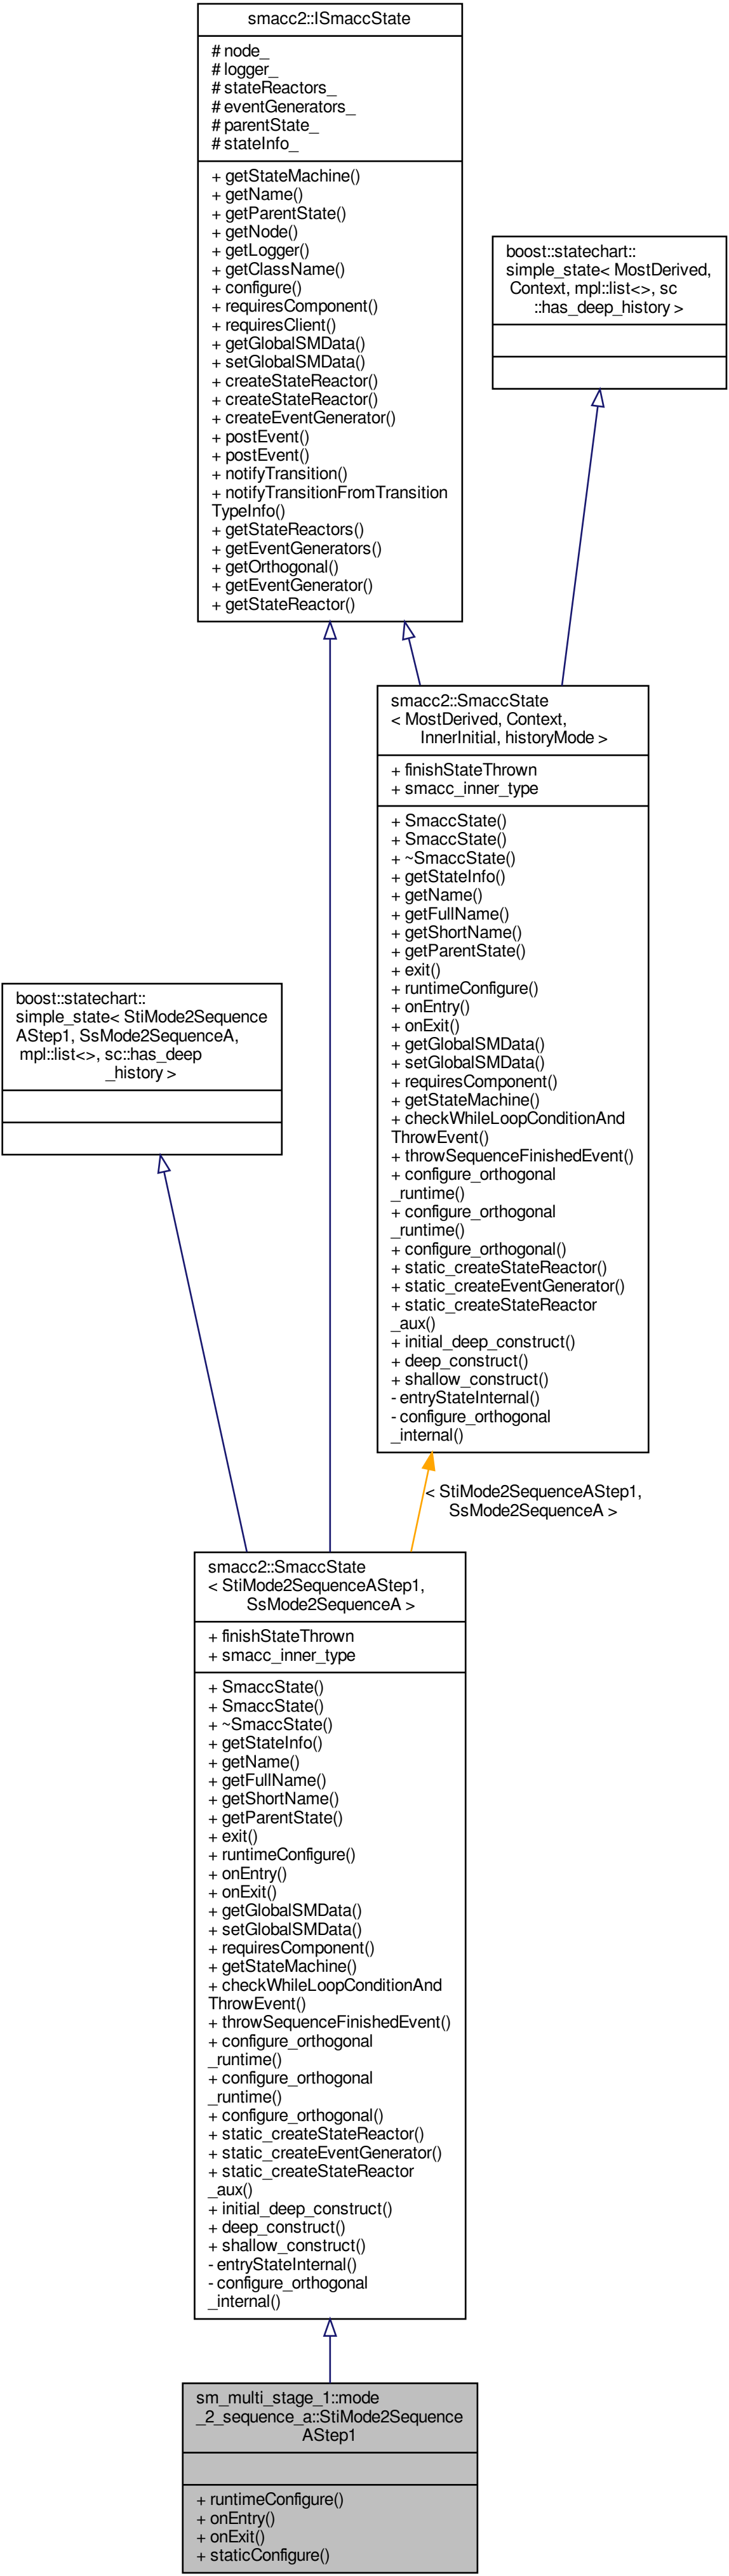 smacc2::ISmaccState
# node_
# logger_
# stateReactors_
# eventGenerators_
# parentState_
# stateInfo_
+ getStateMachine()
+ getName()
+ getParentState()
+ getNode()
+ getLogger()
+ getClassName()
+ configure()
+ requiresComponent()
+ requiresClient()
+ getGlobalSMData()
+ setGlobalSMData()
+ createStateReactor()
+ createStateReactor()
+ createEventGenerator()
+ postEvent()
+ postEvent()
+ notifyTransition()
+ notifyTransitionFromTransition
TypeInfo()
+ getStateReactors()
+ getEventGenerators()
+ getOrthogonal()
+ getEventGenerator()
+ getStateReactor()
boost::statechart::
simple_state< MostDerived,
Context, mpl::list<>, sc
::has_deep_history >
smacc2::SmaccState
< MostDerived, Context,
InnerInitial, historyMode >
+ finishStateThrown
+ smacc_inner_type
+ SmaccState()
+ SmaccState()
+ ~SmaccState()
+ getStateInfo()
+ getName()
+ getFullName()
+ getShortName()
+ getParentState()
+ exit()
+ runtimeConfigure()
+ onEntry()
+ onExit()
+ getGlobalSMData()
+ setGlobalSMData()
+ requiresComponent()
+ getStateMachine()
+ checkWhileLoopConditionAnd
ThrowEvent()
+ throwSequenceFinishedEvent()
+ configure_orthogonal
_runtime()
+ configure_orthogonal
_runtime()
+ configure_orthogonal()
+ static_createStateReactor()
+ static_createEventGenerator()
+ static_createStateReactor
_aux()
+ initial_deep_construct()
+ deep_construct()
+ shallow_construct()
- entryStateInternal()
- configure_orthogonal
_internal()
boost::statechart::
simple_state< StiMode2Sequence
AStep1, SsMode2SequenceA,
mpl::list<>, sc::has_deep
_history >
< StiMode2SequenceAStep1,
SsMode2SequenceA >
smacc2::SmaccState
< StiMode2SequenceAStep1,
SsMode2SequenceA >
+ finishStateThrown
+ smacc_inner_type
+ SmaccState()
+ SmaccState()
+ ~SmaccState()
+ getStateInfo()
+ getName()
+ getFullName()
+ getShortName()
+ getParentState()
+ exit()
+ runtimeConfigure()
+ onEntry()
+ onExit()
+ getGlobalSMData()
+ setGlobalSMData()
+ requiresComponent()
+ getStateMachine()
+ checkWhileLoopConditionAnd
ThrowEvent()
+ throwSequenceFinishedEvent()
+ configure_orthogonal
_runtime()
+ configure_orthogonal
_runtime()
+ configure_orthogonal()
+ static_createStateReactor()
+ static_createEventGenerator()
+ static_createStateReactor
_aux()
+ initial_deep_construct()
+ deep_construct()
+ shallow_construct()
- entryStateInternal()
- configure_orthogonal
_internal()
sm_multi_stage_1::mode
_2_sequence_a::StiMode2Sequence
AStep1
+ runtimeConfigure()
+ onEntry()
+ onExit()
+ staticConfigure()